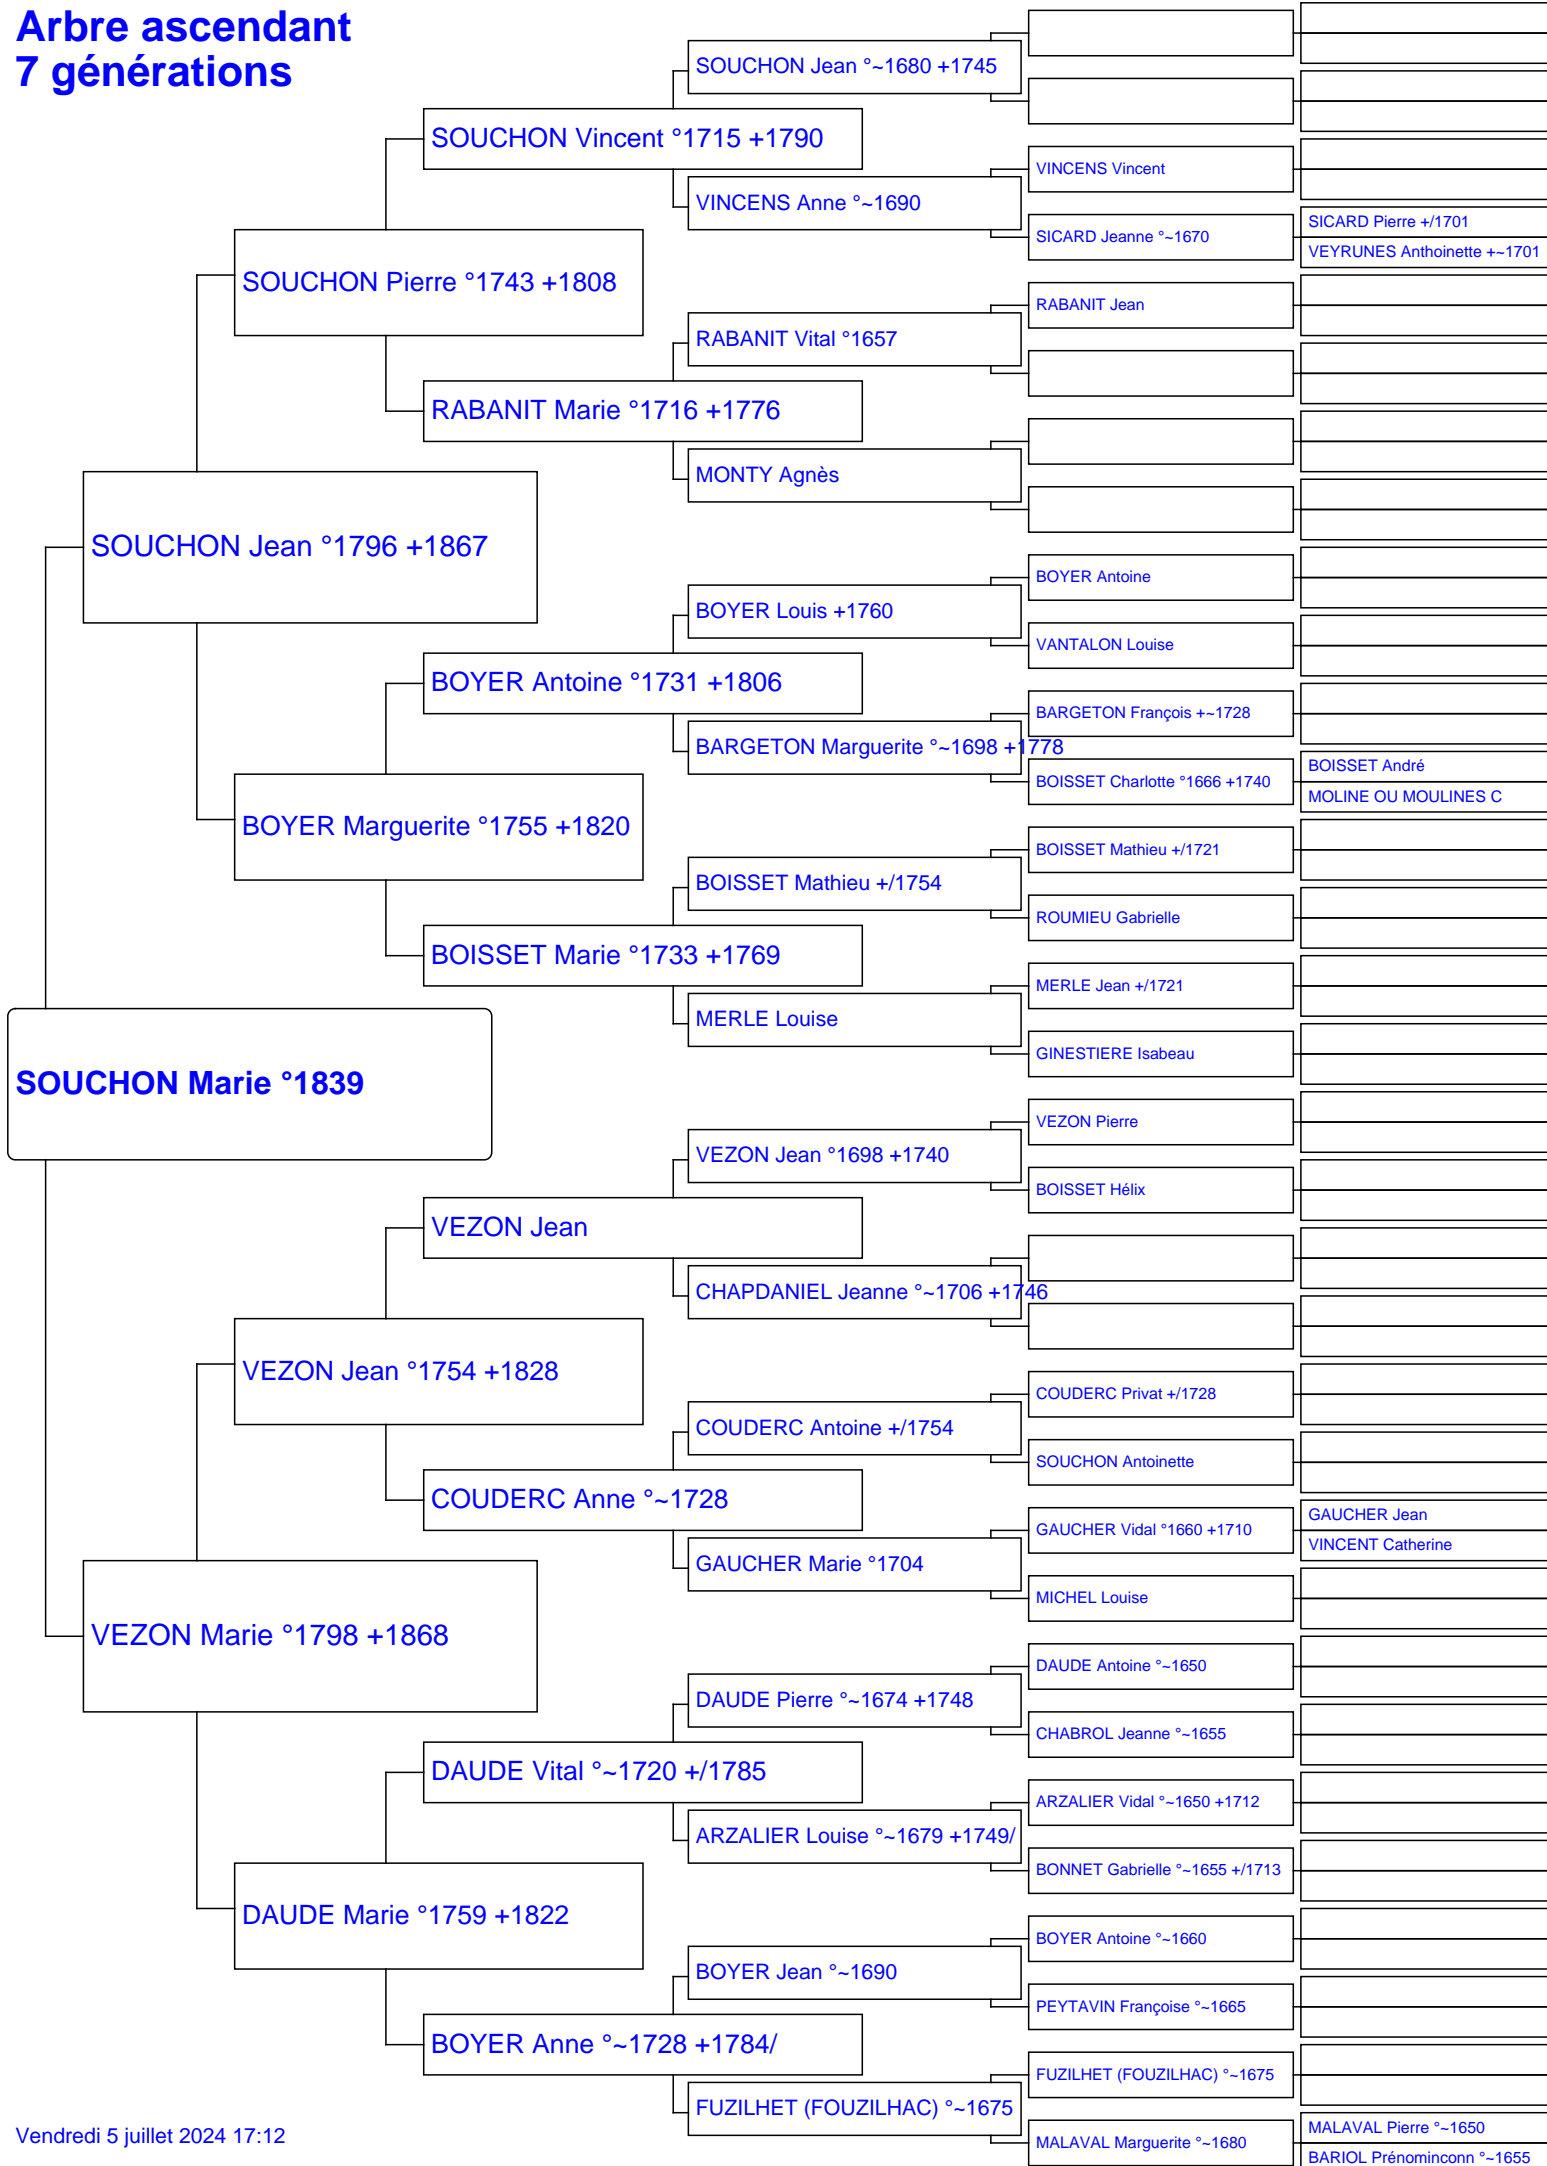 Arbre ascendant
7 générations
SOUCHON Marie °1839
SOUCHON Jean °1796 +1867
VEZON Marie °1798 +1868
SOUCHON Pierre °1743 +1808
BOYER Marguerite °1755 +1820
VEZON Jean °1754 +1828
DAUDE Marie °1759 +1822
SOUCHON Vincent °1715 +1790
RABANIT Marie °1716 +1776
BOYER Antoine °1731 +1806
BOISSET Marie °1733 +1769
VEZON Jean
COUDERC Anne °~1728
DAUDE Vital °~1720 +/1785
BOYER Anne °~1728 +1784/
SOUCHON Jean °~1680 +1745
VINCENS Anne °~1690
RABANIT Vital °1657
MONTY Agnès
BOYER Louis +1760
BARGETON Marguerite °~1698 +1778
BOISSET Mathieu +/1754
MERLE Louise
VEZON Jean °1698 +1740
CHAPDANIEL Jeanne °~1706 +1746
COUDERC Antoine +/1754
GAUCHER Marie °1704
DAUDE Pierre °~1674 +1748
ARZALIER Louise °~1679 +1749/
BOYER Jean °~1690
FUZILHET (FOUZILHAC) °~1675
VINCENS Vincent
SICARD Jeanne °~1670
RABANIT Jean
BOYER Antoine
VANTALON Louise
BARGETON François +~1728
BOISSET Charlotte °1666 +1740
BOISSET Mathieu +/1721
ROUMIEU Gabrielle
MERLE Jean +/1721
GINESTIERE Isabeau
VEZON Pierre
BOISSET Hélix
COUDERC Privat +/1728
SOUCHON Antoinette
GAUCHER Vidal °1660 +1710
MICHEL Louise
DAUDE Antoine °~1650
CHABROL Jeanne °~1655
ARZALIER Vidal °~1650 +1712
BONNET Gabrielle °~1655 +/1713
BOYER Antoine °~1660
PEYTAVIN Françoise °~1665
FUZILHET (FOUZILHAC) °~1675
MALAVAL Marguerite °~1680
SICARD Pierre +/1701
VEYRUNES Anthoinette +~1701
BOISSET André
MOLINE OU MOULINES C
GAUCHER Jean
VINCENT Catherine
MALAVAL Pierre °~1650
BARIOL Prénominconn °~1655
Vendredi 5 juillet 2024 17:12